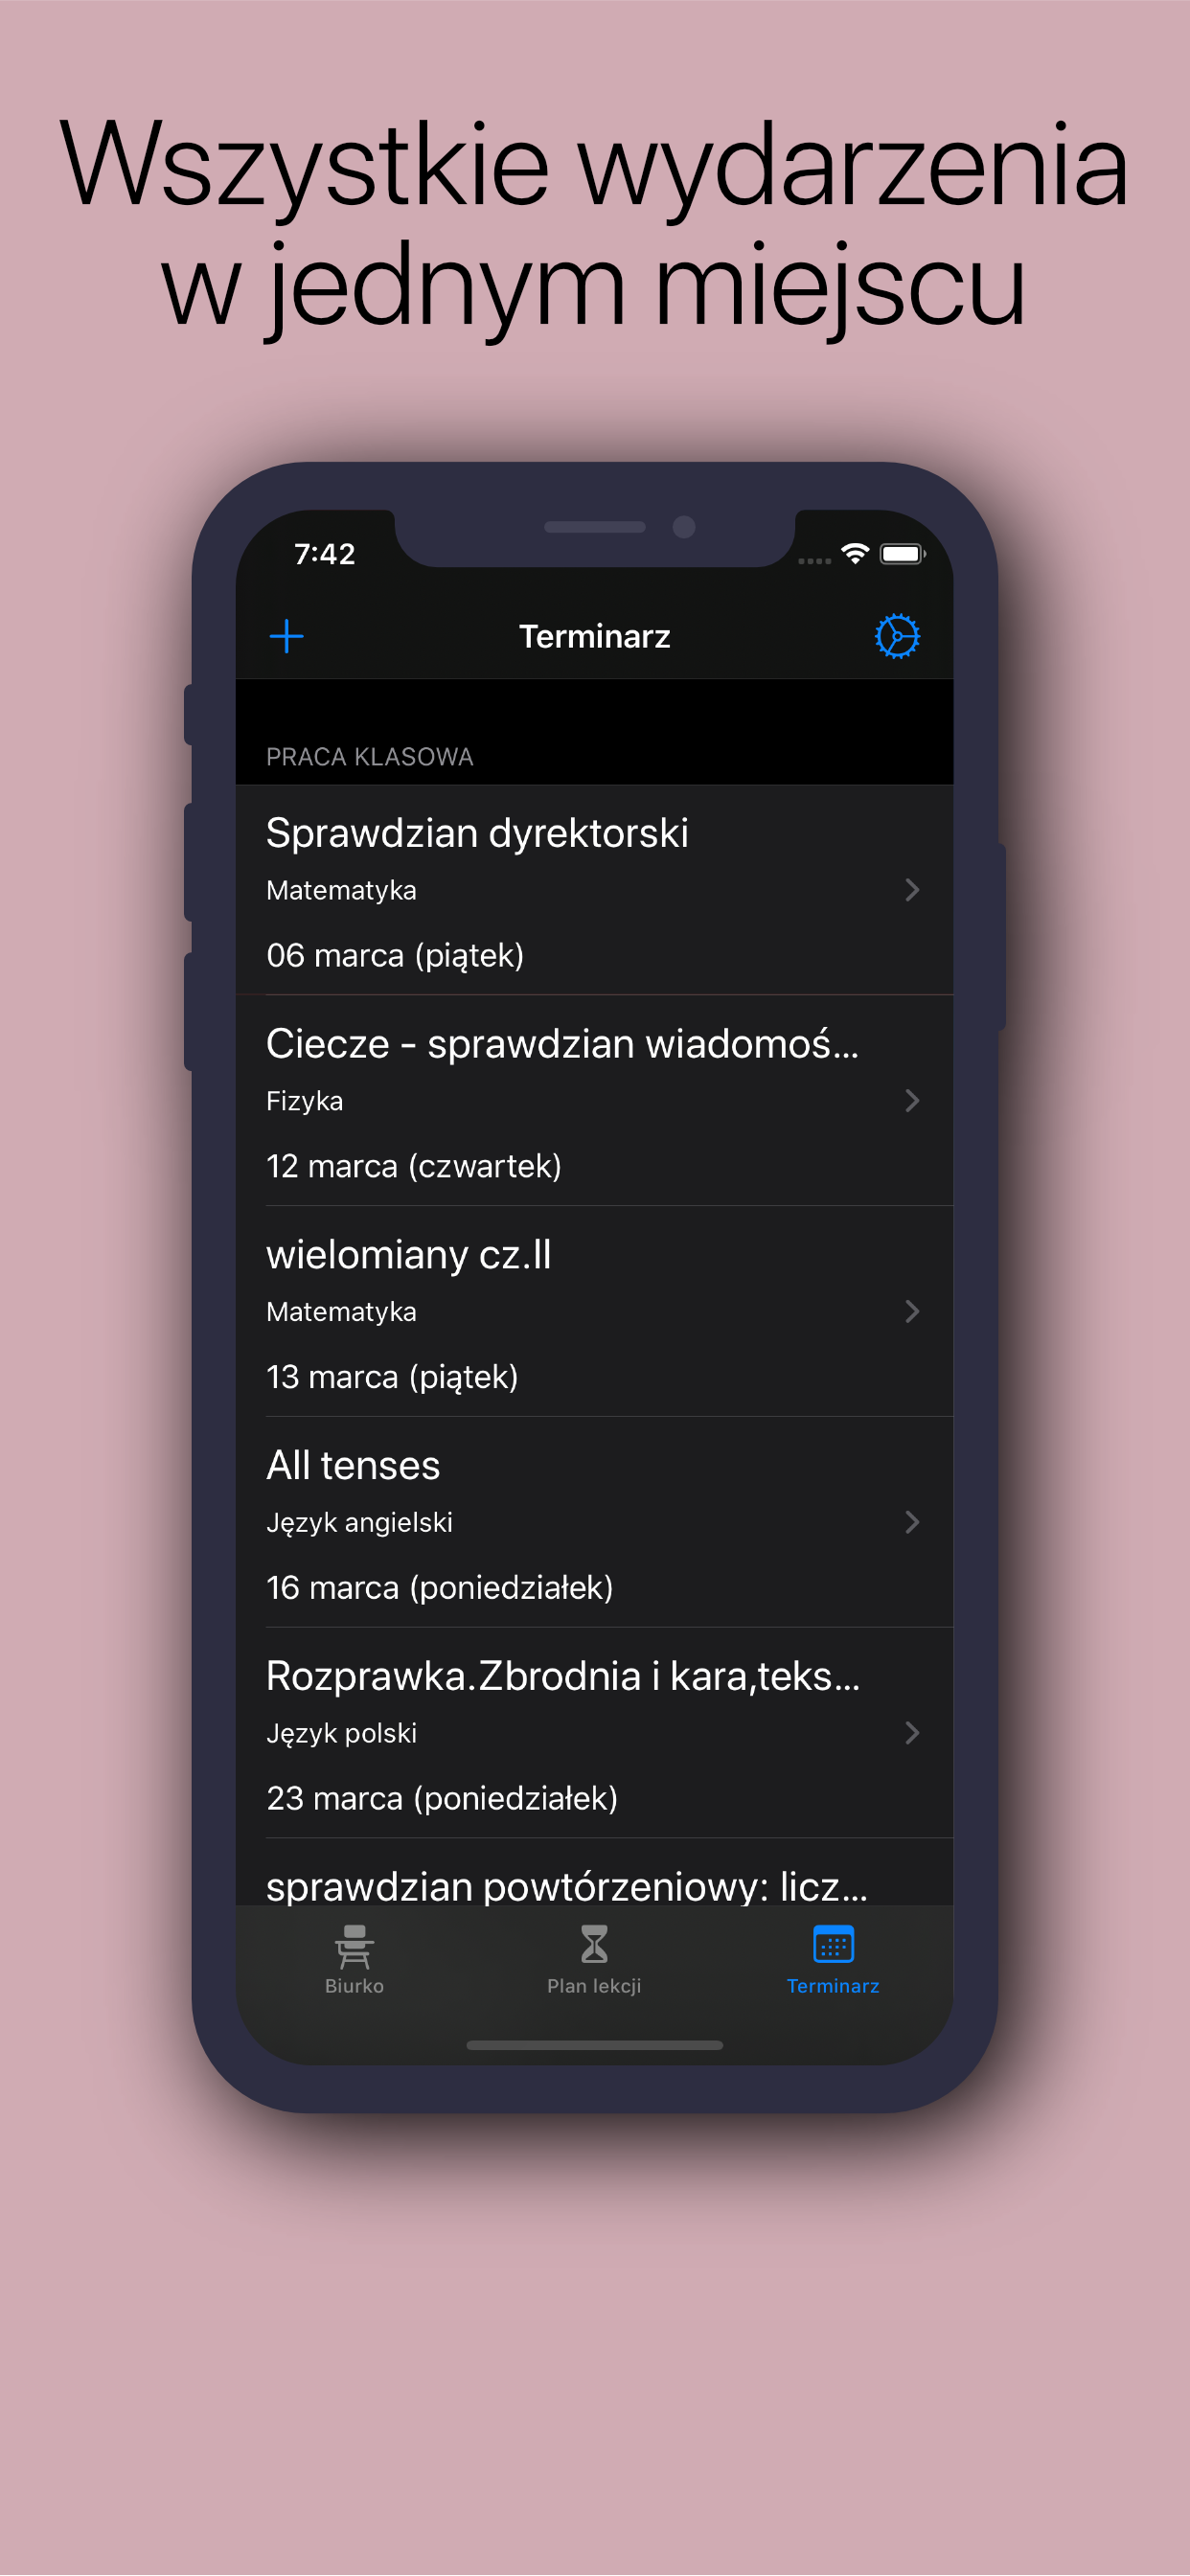 Wszystkie wydarzenia
w jednym miejscu
7:42
Terminarz
PRACA KLASOWA
Sprawdzian dyrektorski
Matematyka
06 marca (piątek)
Ciecze - sprawdzian wiadomoś...
Fizyka
12 marca (czwartek)
wielomiany cz.II
Matematyka
13 marca (piątek)
All tenses
Język angielski
16 marca (poniedziałek)
Rozprawka.Zbrodnia i kara,teks...
Język polski
23 marca (poniedziałek)
sprawdzian powtórzeniowy: licz...
Biurko
Plan lekcji
Terminarz